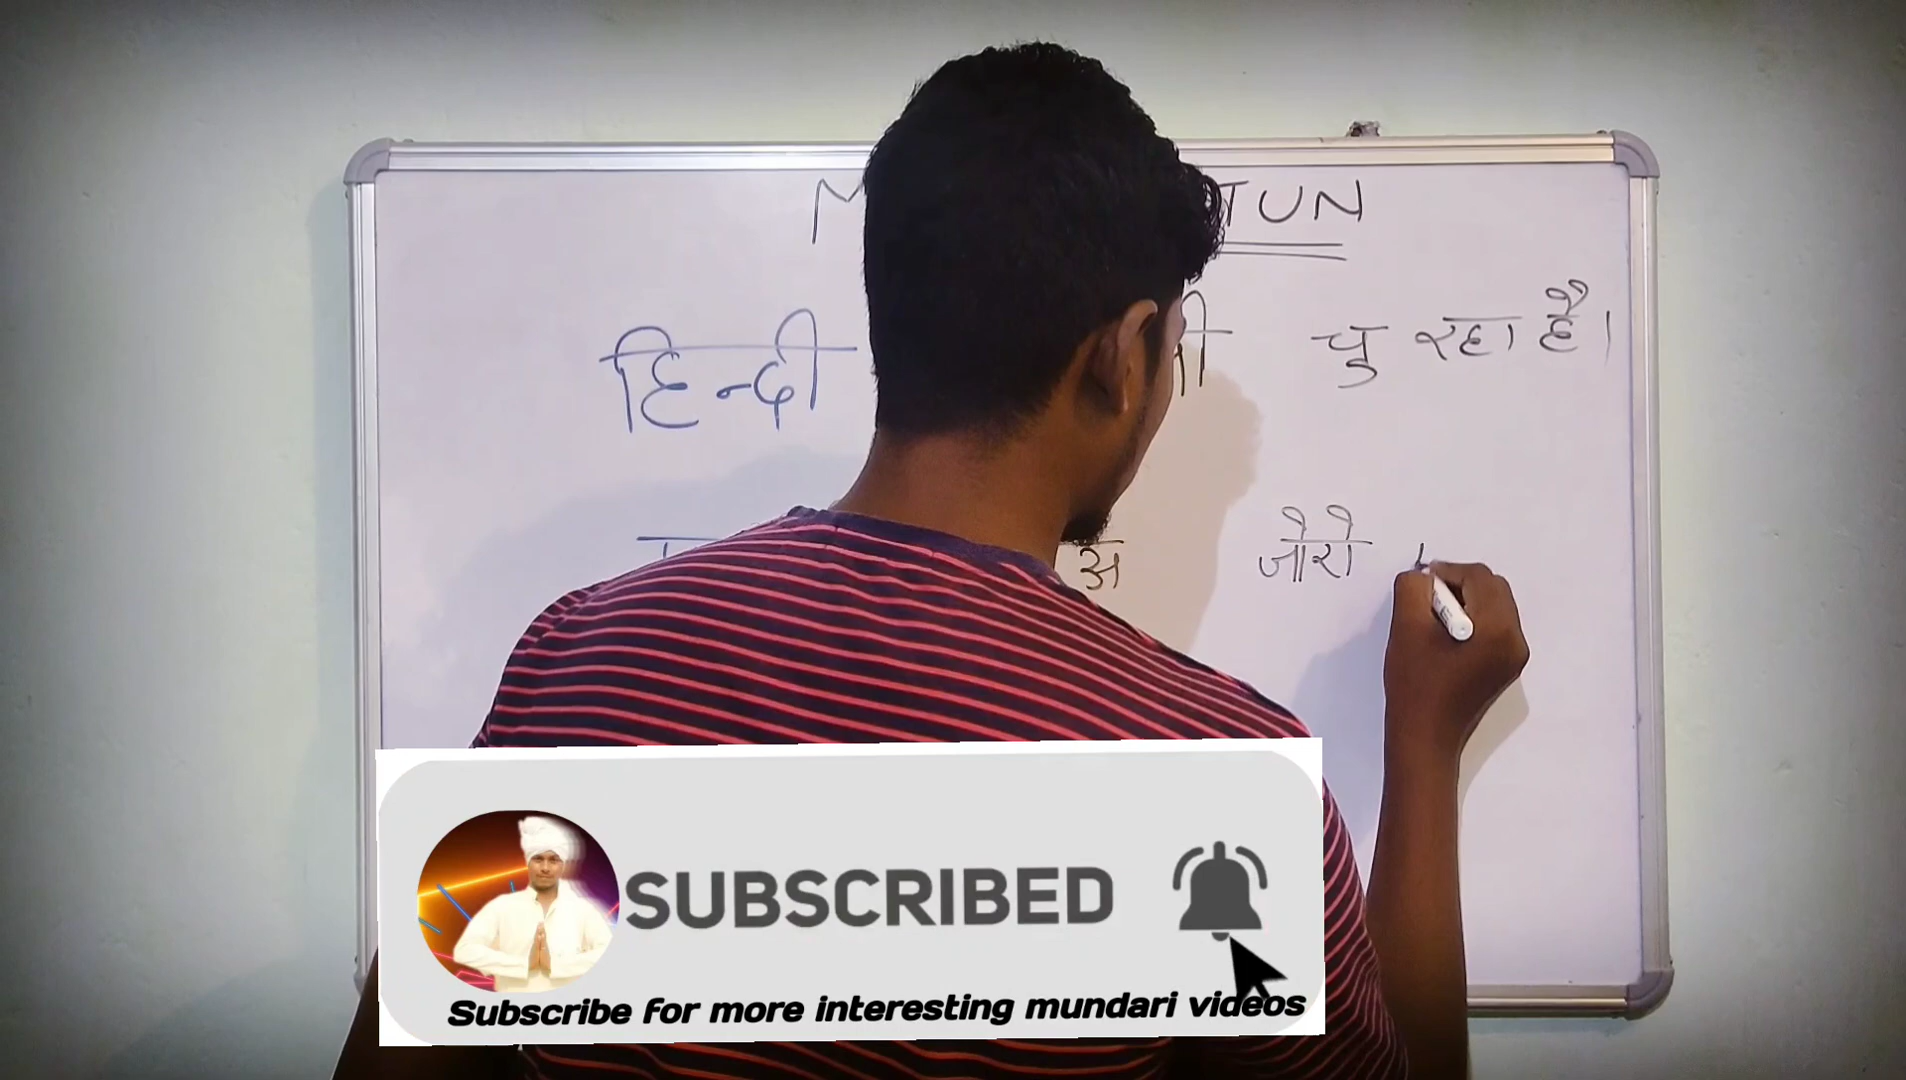 TUN
हिन्दी चु रहा है।
अ जोरो
SUBSCRIBED
Subscribe for more interesting mundari videos